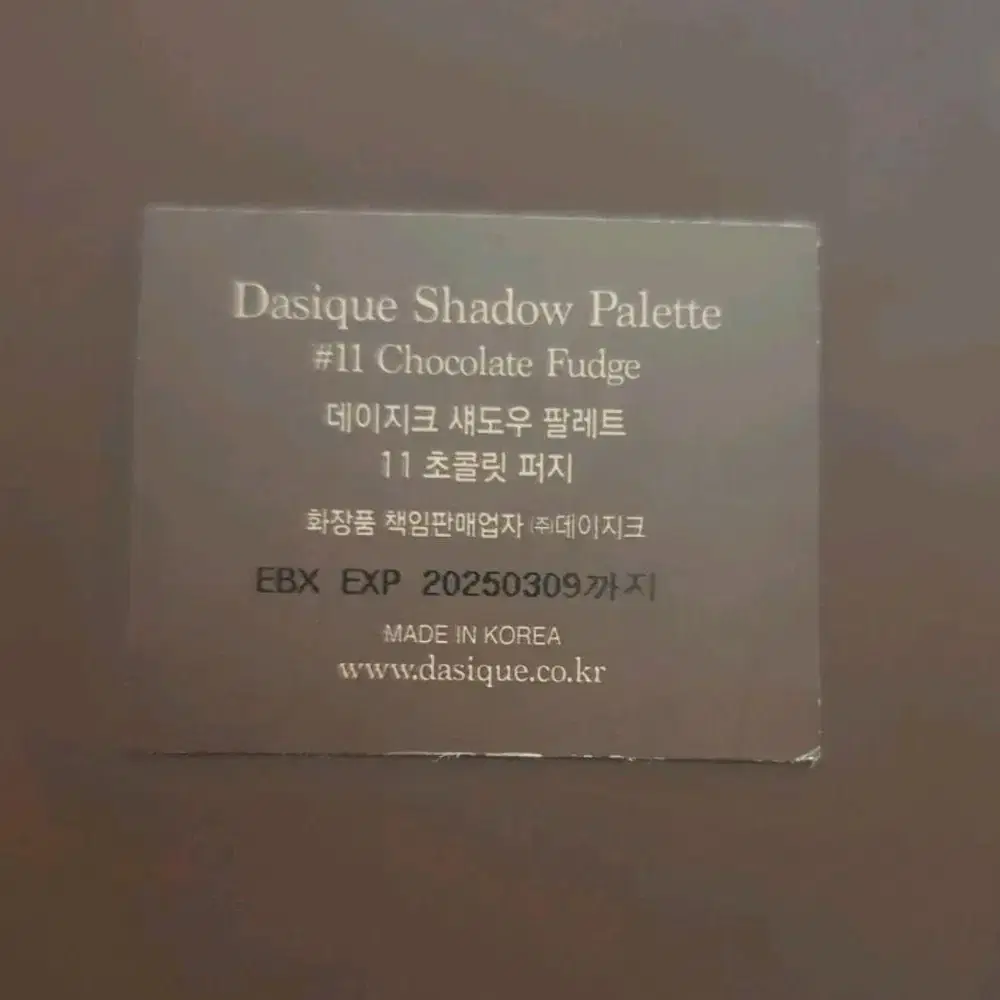 Dasique Shadow Palette
#11 Chocolate Fudge
데이지크 섀도우 팔레트
11 초콜릿 퍼지
화장품 책임판매업자 ㈜데이지크
EBX EXP 20250309까지
MADE IN KOREA
www.dasique.co.kr